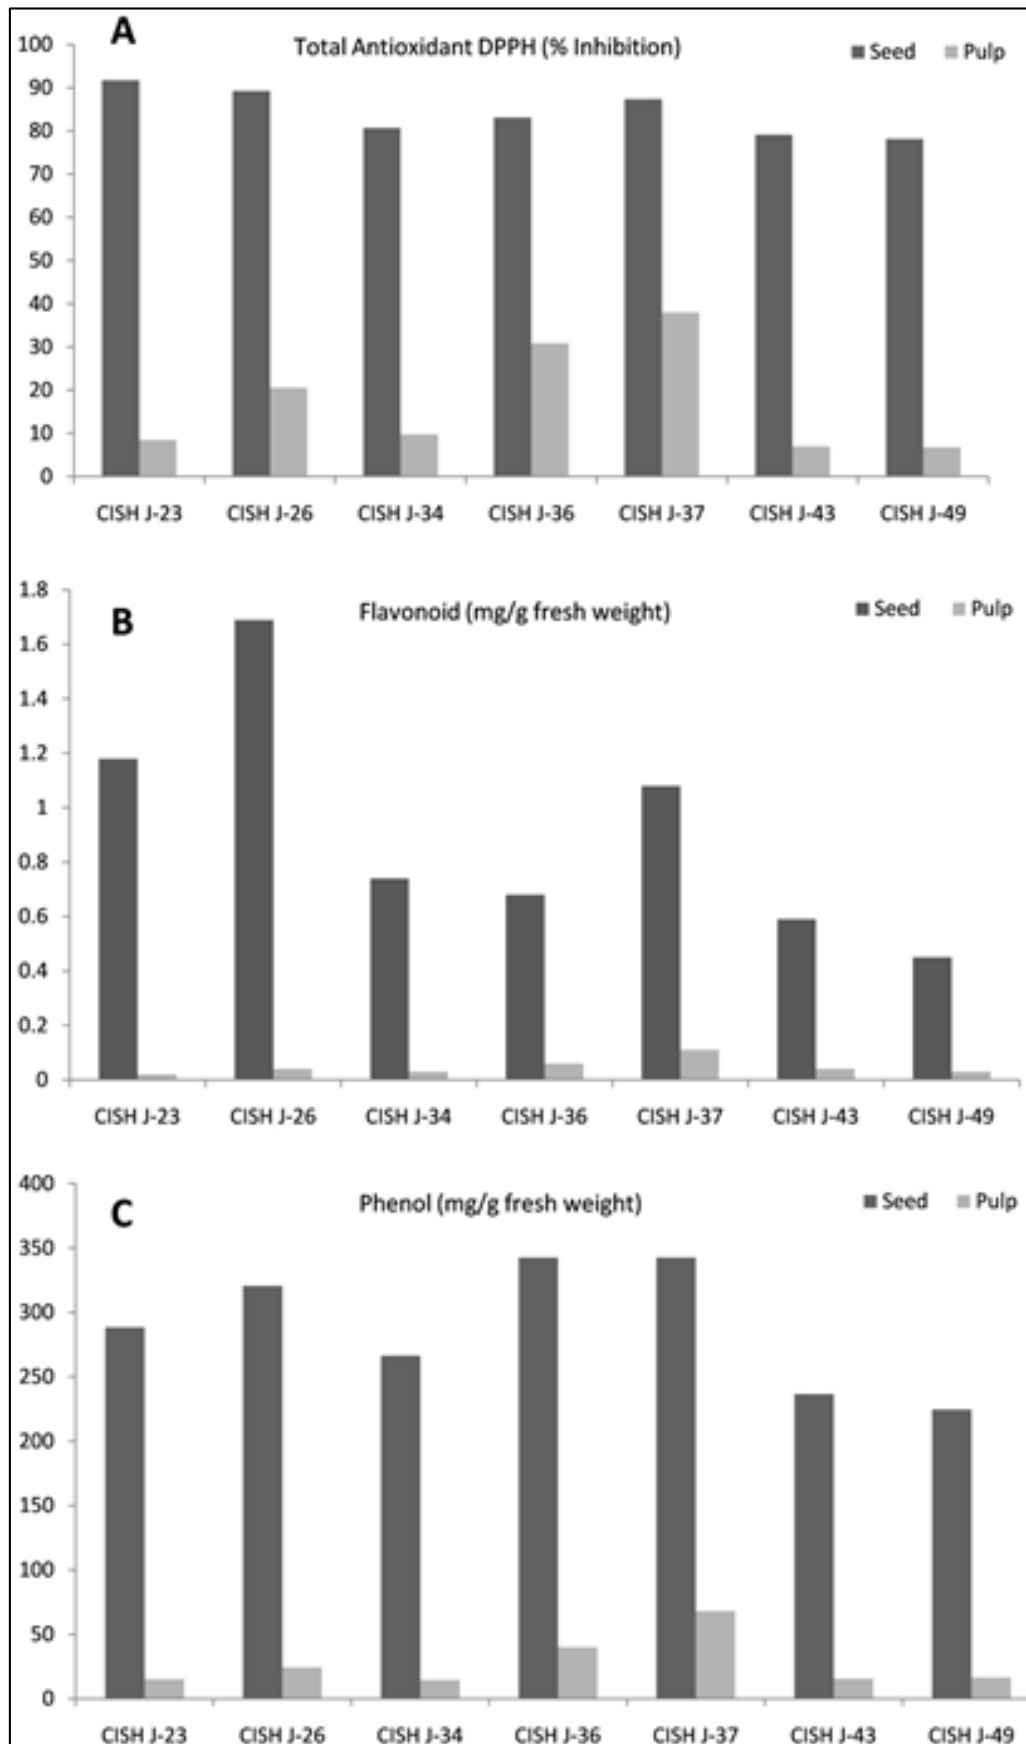 A
Total Antioxidant DPPH (% Inhibition)
Seed Pulp
100
90
80
70
60
50
40
30
20
10
0
CISH J-23 CISH J-26 CISH J-34 CISH J-36 CISH J-37 CISH J-43 CISH J-49
B
Flavonoid (mg/g fresh weight)
Seed Pulp
1.8
1.6
1.4
1.2
1
0.8
0.6
0.4
0.2
0
CISH J-23 CISH J-26 CISH J-34 CISH J-36 CISH J-37 CISH J-43 CISH J-49
C
Phenol (mg/g fresh weight)
Seed Pulp
400
350
300
250
200
150
100
50
0
CISH J-23 CISH J-26 CISH J-34 CISH J-36 CISH J-37 CISH J-43 CISH J-49